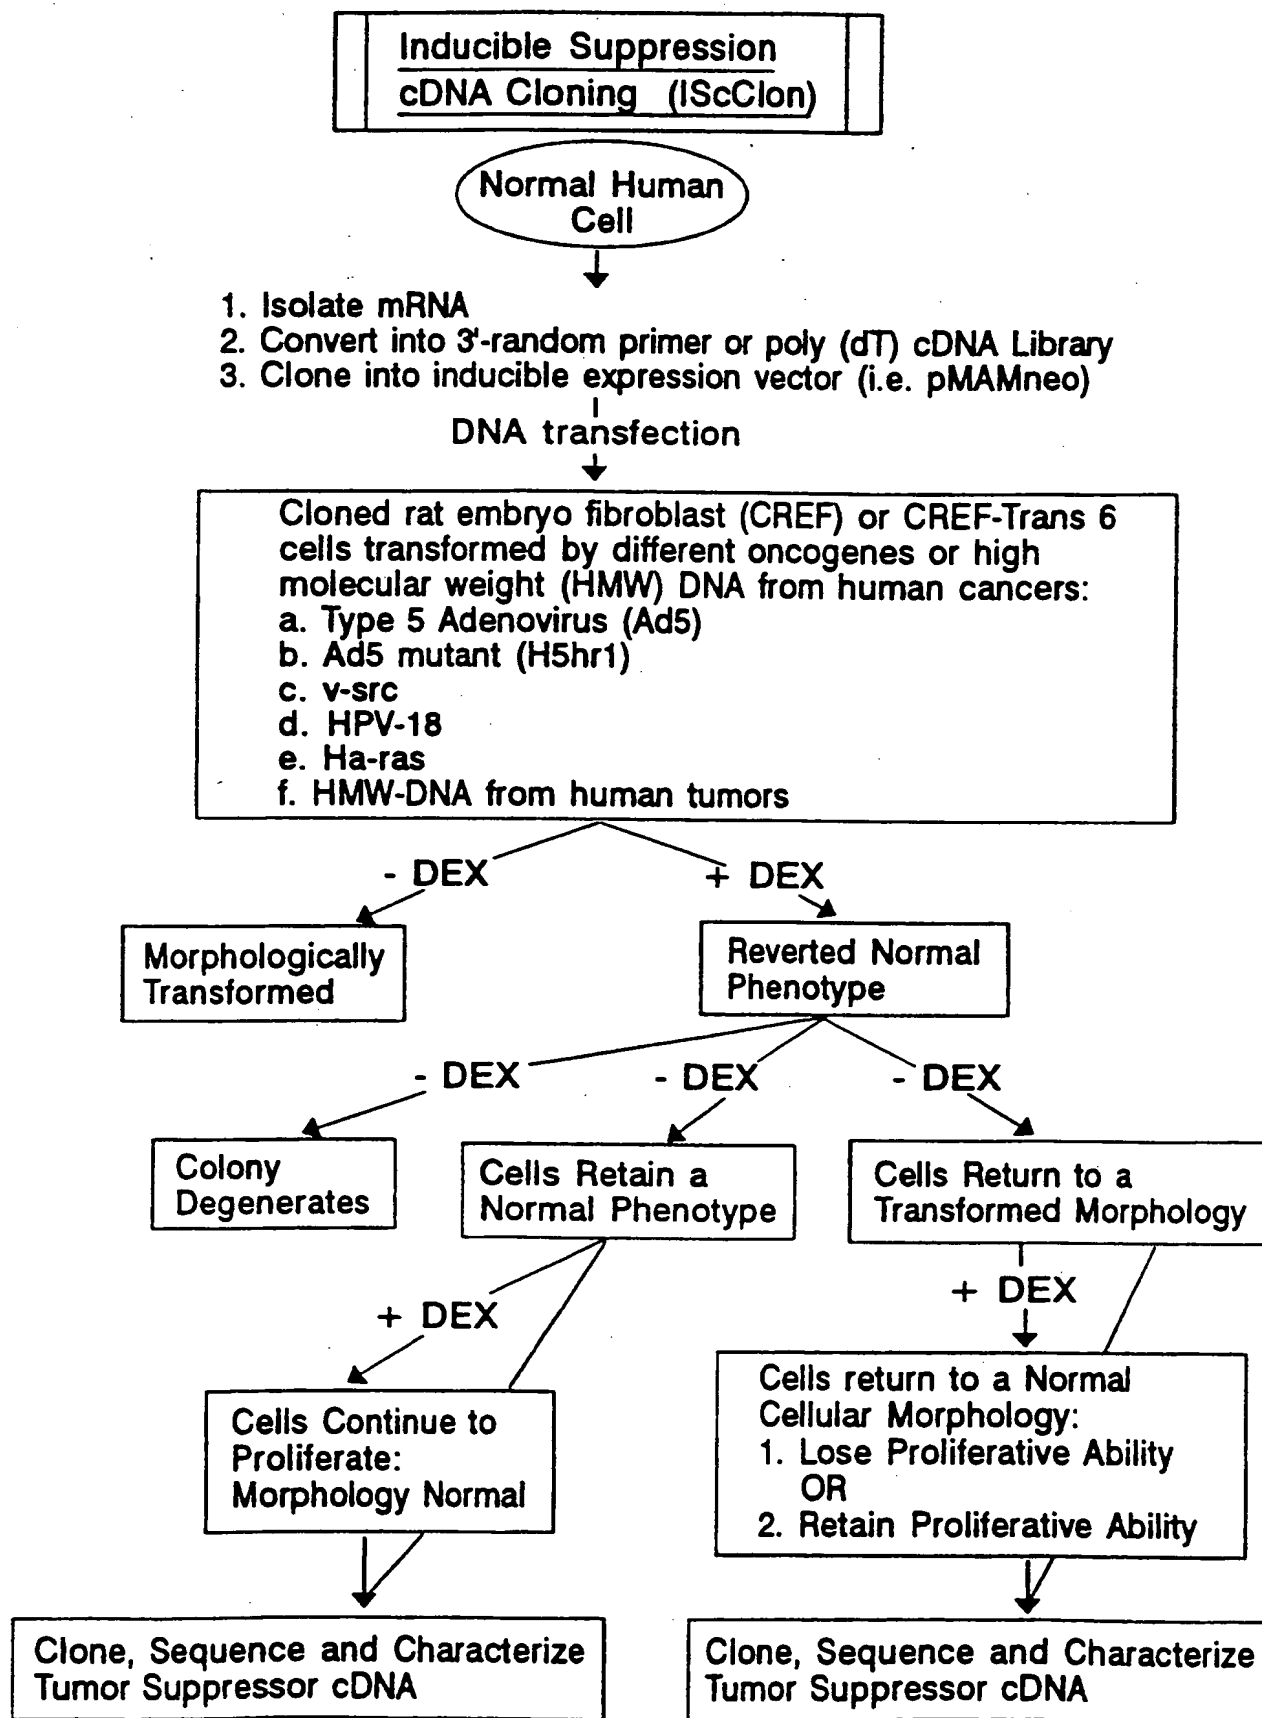 Inducible Suppression
cDNA Cloning (IScClon)
Normal Human
Cell
1. Isolate mRNA
2. Convert into 3'-random primer or poly (dT) cDNA Library
3. Clone into inducible expression vector (i.e. pMAMneo)
DNA transfection
Cloned rat embryo fibroblast (CREF) or CREF-Trans 6
cells transformed by different oncogenes or high
molecular weight (HMW) DNA from human cancers:
a. Type 5 Adenovirus (Ad5)
b. Ad5 mutant (H5hr1)
c. v-src
d. HPV-18
e. Ha-ras
f. HMW-DNA from human tumors
- DEX
+ DEX
Morphologically
Transformed
Reverted Normal
Phenotype
- DEX
- DEX
- DEX
Colony
Degenerates
Cells Retain a
Normal Phenotype
Cells Return to a
Transformed Morphology
+ DEX
+ DEX
Cells Continue to
Proliferate:
Morphology Normal
Cells return to a Normal
Cellular Morphology:
1. Lose Proliferative Ability
OR
2. Retain Proliferative Ability
Clone, Sequence and Characterize
Tumor Suppressor cDNA
Clone, Sequence and Characterize
Tumor Suppressor cDNA